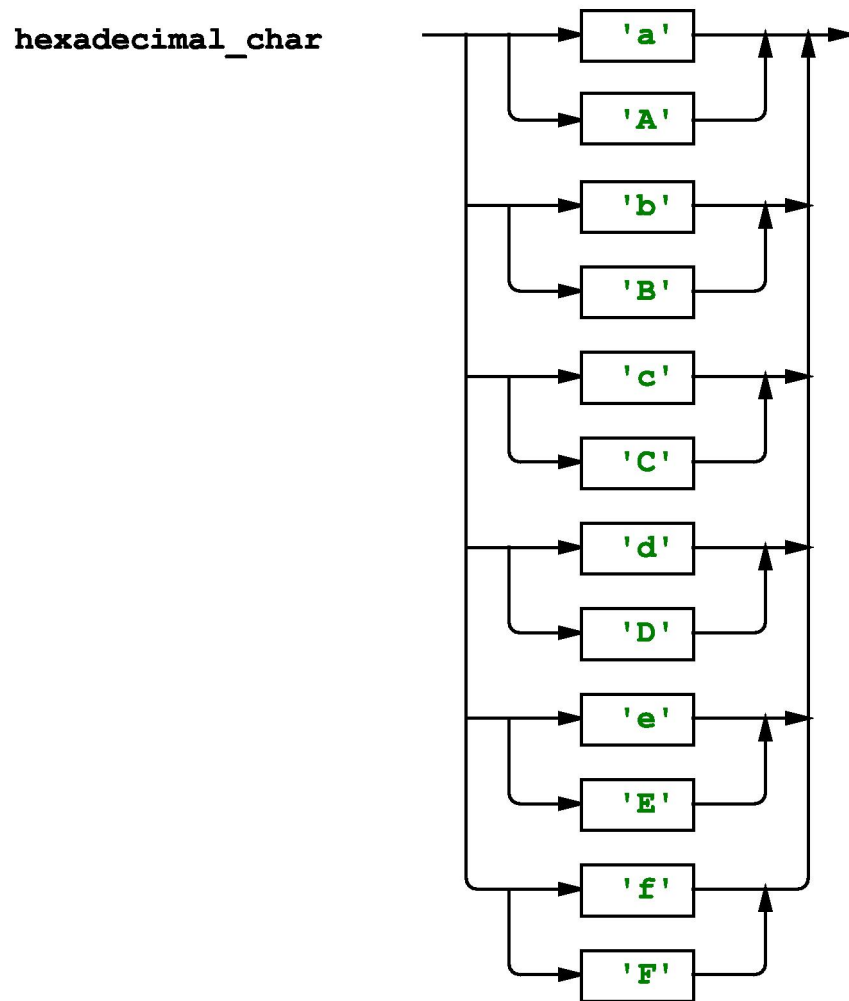 hexadecimal_char
'a'
'A'
'b'
'B'
'c'
'C'
'd'
'D'
'e'
'E'
'f'
'F'